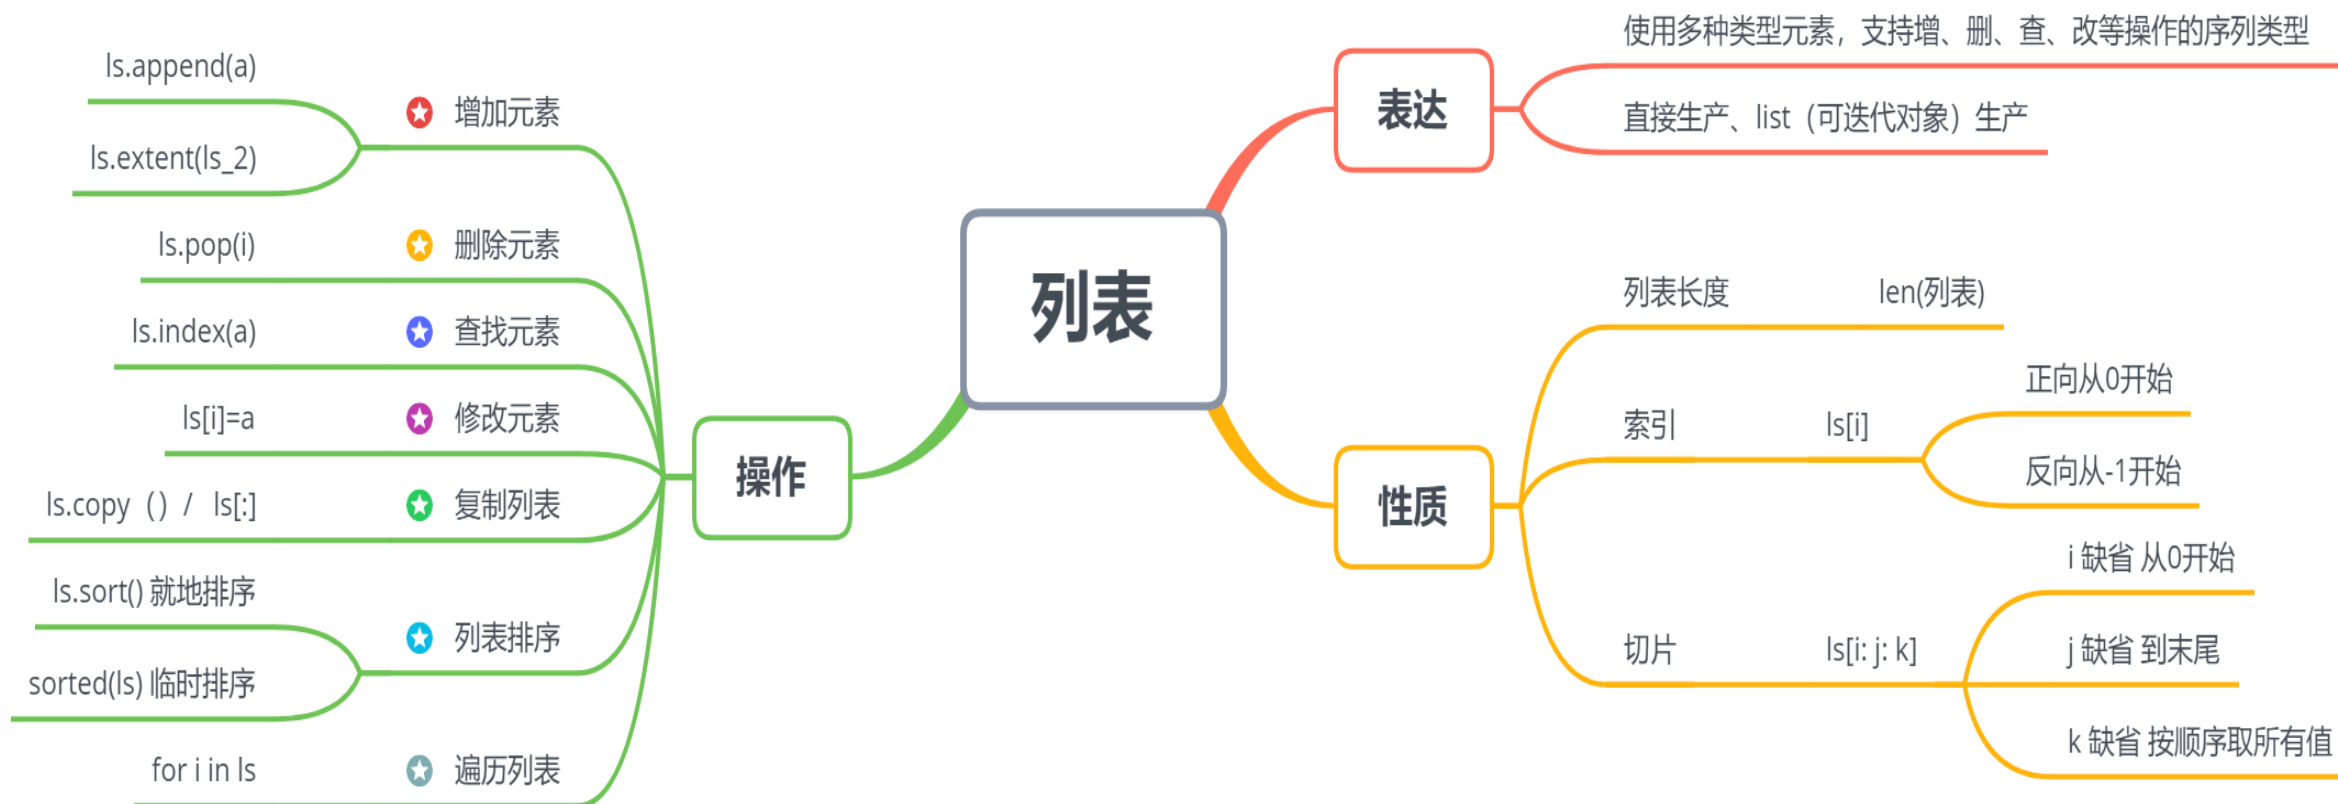 列表
表达
使用多种类型元素，支持增、删、查、改等操作的序列类型
直接生产、list（可迭代对象）生产
性质
列表长度 len(列表)
索引 ls[i]
正向从0开始
反向从-1开始
切片 ls[i: j: k]
i 缺省 从0开始
j 缺省 到末尾
k 缺省 按顺序取所有值
操作
增加元素
ls.append(a)
ls.extent(ls_2)
删除元素
ls.pop(i)
查找元素
ls.index(a)
修改元素
ls[i]=a
复制列表
ls.copy（）/ ls[:]
列表排序
ls.sort() 就地排序
sorted(ls) 临时排序
遍历列表
for i in ls